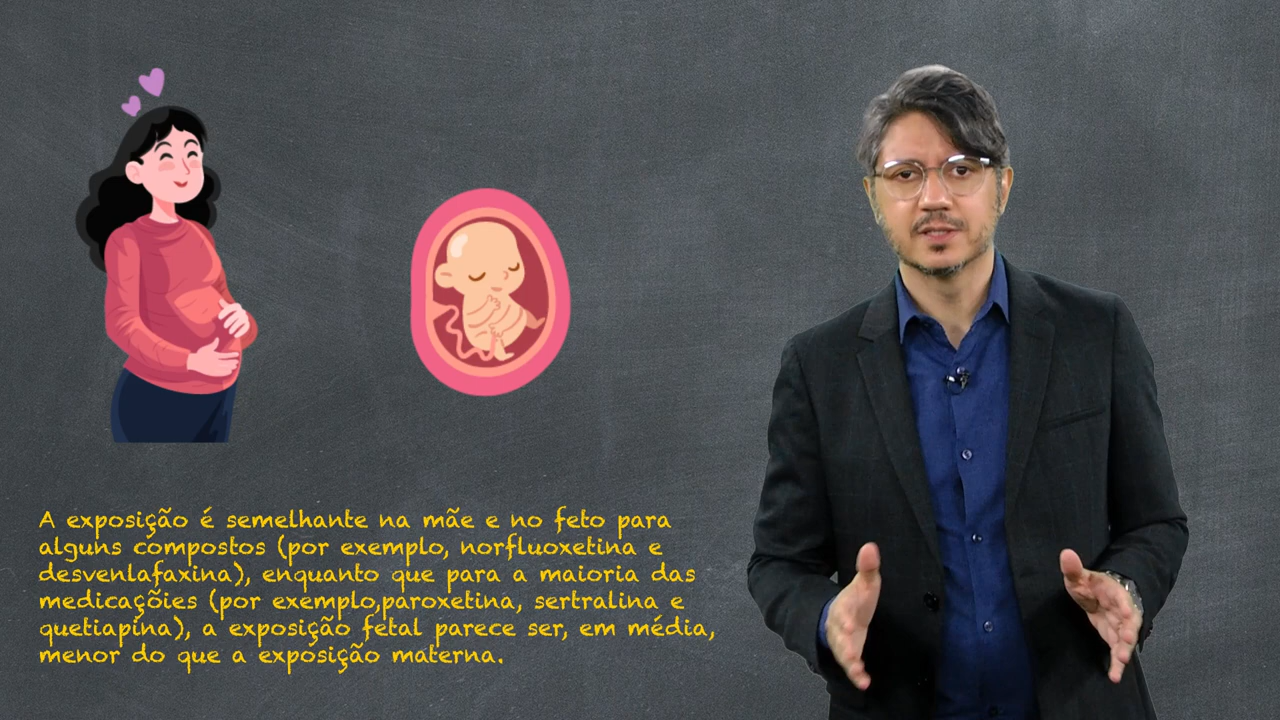 A exposição é semelhante na mãe e no feto para
alguns compostos (por exemplo, norfluoxetina e
desvenlafaxina), enquanto que para a maioria das
medicaçõies (por exemplo,paroxetina, sertralina e
quetiapina), a exposição fetal parece ser, em média,
menor do que a exposição materna.